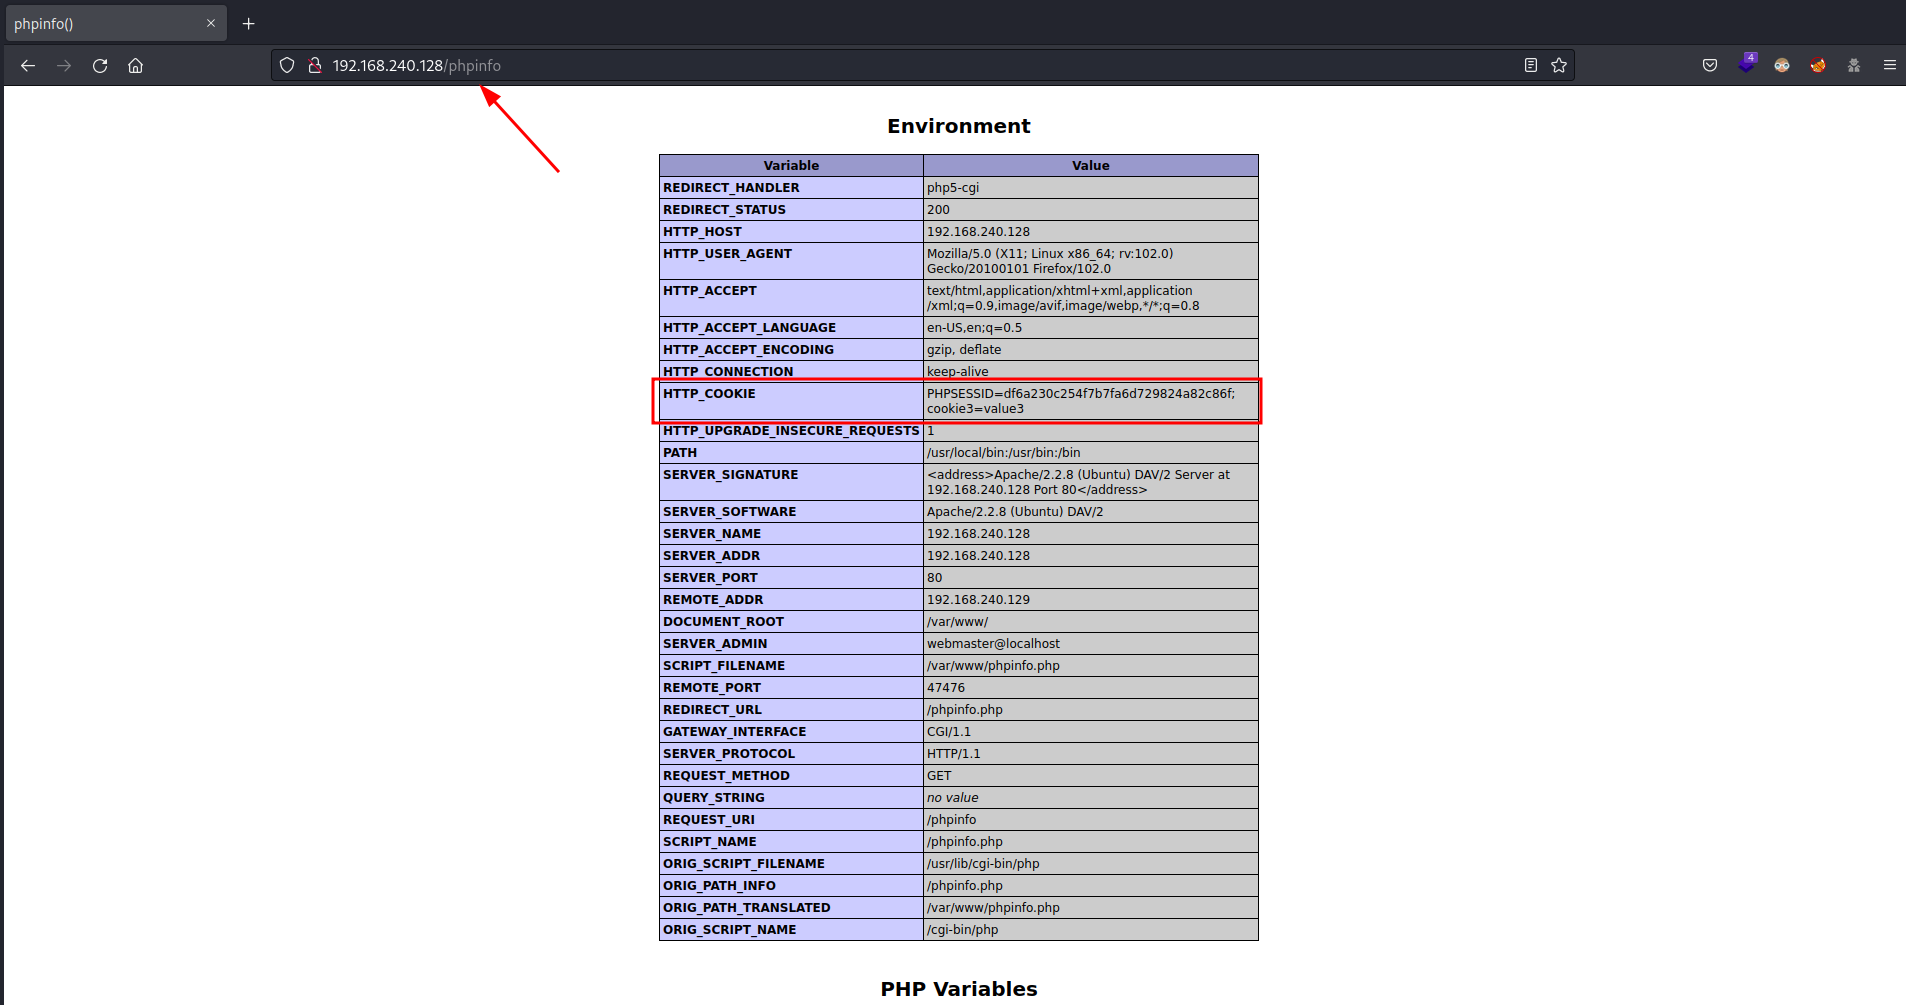 phpinfo()
192.168.240.128/phpinfo
4
Environment
Variable Value
REDIRECT_HANDLER php5-cgi
REDIRECT_STATUS 200
HTTP_HOST 192.168.240.128
HTTP_USER_AGENT Mozilla/5.0 (X11; Linux x86_64; rv:102.0)
Gecko/20100101 Firefox/102.0
HTTP_ACCEPT text/html,application/xhtml+xml,application
/xml;q=0.9,image/avif,image/webp,*/*;q=0.8
HTTP_ACCEPT_LANGUAGE en-US,en;q=0.5
HTTP_ACCEPT_ENCODING gzip, deflate
HTTP_CONNECTION keep-alive
HTTP_COOKIE PHPSESSID=df6a230c254f7b7fa6d729824a82c86f;
cookie3=value3
HTTP_UPGRADE_INSECURE_REQUESTS 1
PATH /usr/local/bin:/usr/bin:/bin
SERVER_SIGNATURE <address>Apache/2.2.8 (Ubuntu) DAV/2 Server at
192.168.240.128 Port 80</address>
SERVER_SOFTWARE Apache/2.2.8 (Ubuntu) DAV/2
SERVER_NAME 192.168.240.128
SERVER_ADDR 192.168.240.128
SERVER_PORT 80
REMOTE_ADDR 192.168.240.129
DOCUMENT_ROOT /var/www/
SERVER_ADMIN webmaster@localhost
SCRIPT_FILENAME /var/www/phpinfo.php
REMOTE_PORT 47476
REDIRECT_URL /phpinfo.php
GATEWAY_INTERFACE CGI/1.1
SERVER_PROTOCOL HTTP/1.1
REQUEST_METHOD GET
QUERY_STRING no value
REQUEST_URI /phpinfo
SCRIPT_NAME /phpinfo.php
ORIG_SCRIPT_FILENAME /usr/lib/cgi-bin/php
ORIG_PATH_INFO /phpinfo.php
ORIG_PATH_TRANSLATED /var/www/phpinfo.php
ORIG_SCRIPT_NAME /cgi-bin/php
PHP Variables